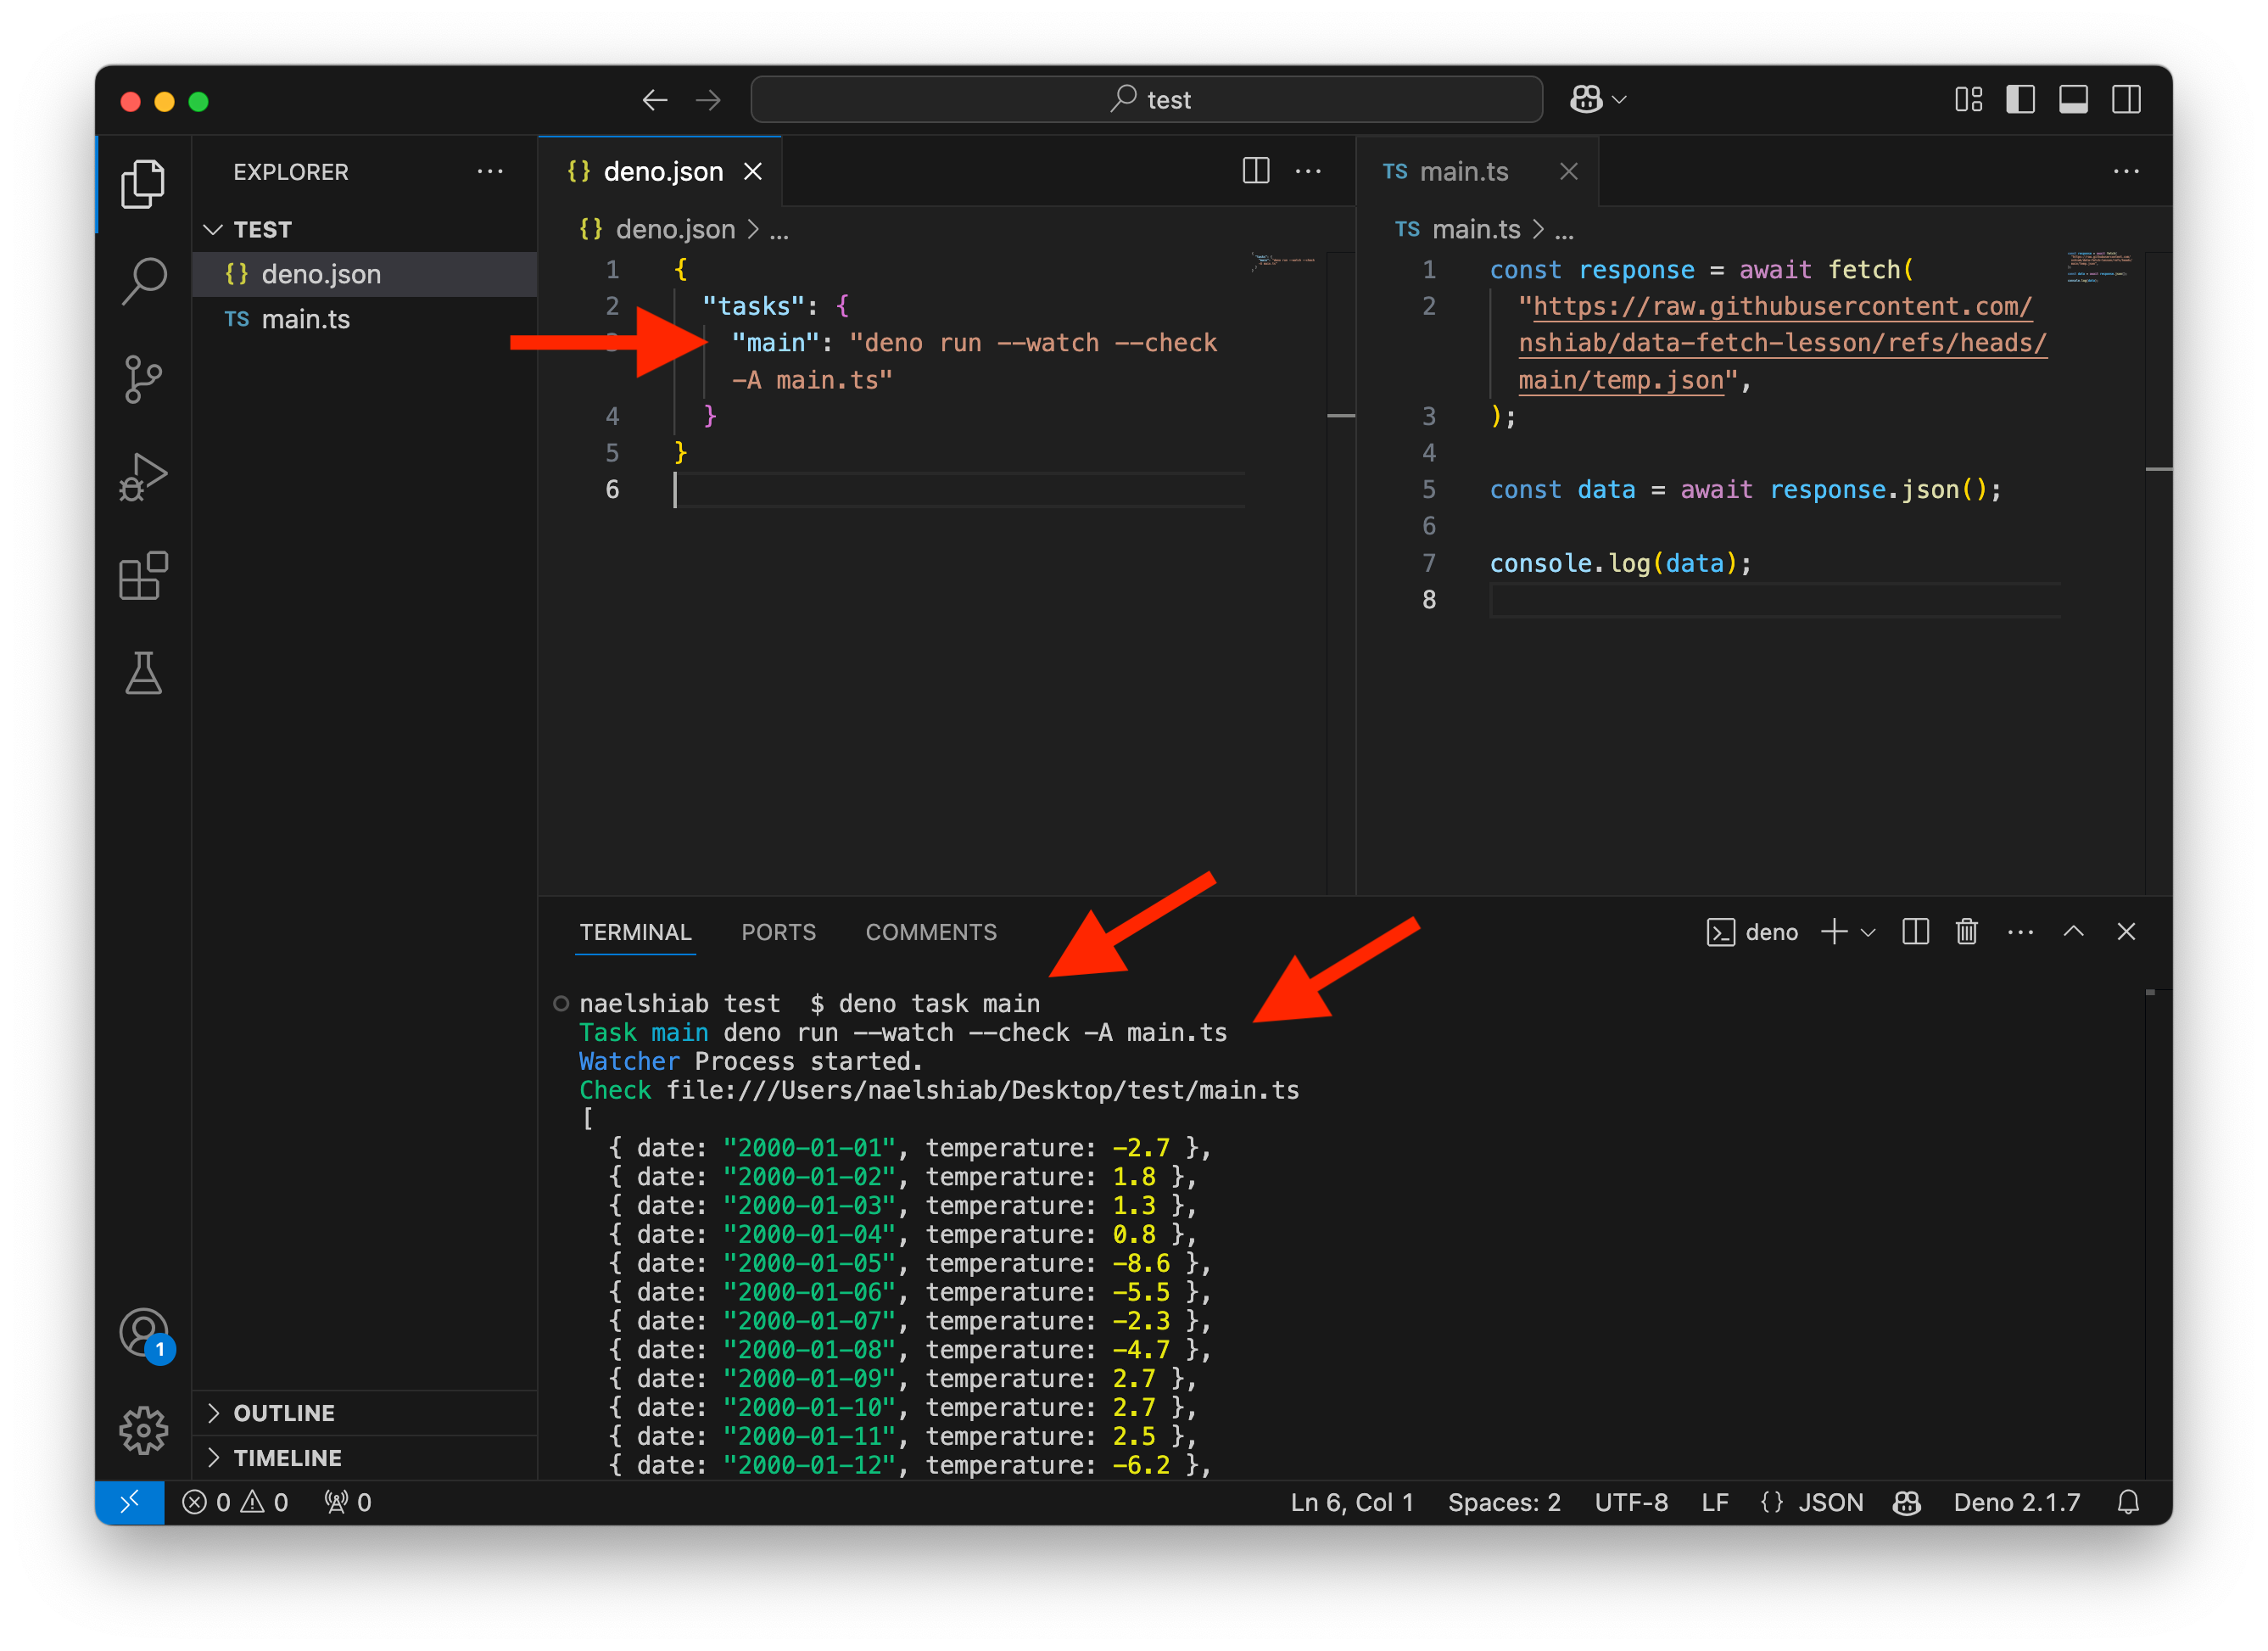 test
EXPLORER
TEST
{} deno.json
TS main.ts
OUTLINE
TIMELINE
1
{} deno.json
{} deno.json > ...
1 {
2 "tasks": {
"main": "deno run --watch --check
-A main.ts"
4 }
5 }
6
TS main.ts
TS main.ts > ...
1 const response = await fetch(
2 "https://raw.githubusercontent.com/
nshiab/data-fetch-lesson/refs/heads/
main/temp.json",
3 );
4
5 const data = await response.json();
6
7 console.log(data);
8
TERMINAL PORTS COMMENTS deno
naelshiab test $ deno task main
Task main deno run --watch --check -A main.ts
Watcher Process started.
Check file:///Users/naelshiab/Desktop/test/main.ts
[
{ date: "2000-01-01", temperature: -2.7 },
{ date: "2000-01-02", temperature: 1.8 },
{ date: "2000-01-03", temperature: 1.3 },
{ date: "2000-01-04", temperature: 0.8 },
{ date: "2000-01-05", temperature: -8.6 },
{ date: "2000-01-06", temperature: -5.5 },
{ date: "2000-01-07", temperature: -2.3 },
{ date: "2000-01-08", temperature: -4.7 },
{ date: "2000-01-09", temperature: 2.7 },
{ date: "2000-01-10", temperature: 2.7 },
{ date: "2000-01-11", temperature: 2.5 },
{ date: "2000-01-12", temperature: -6.2 },
0 0 0 Ln 6, Col 1 Spaces: 2 UTF-8 LF {} JSON Deno 2.1.7